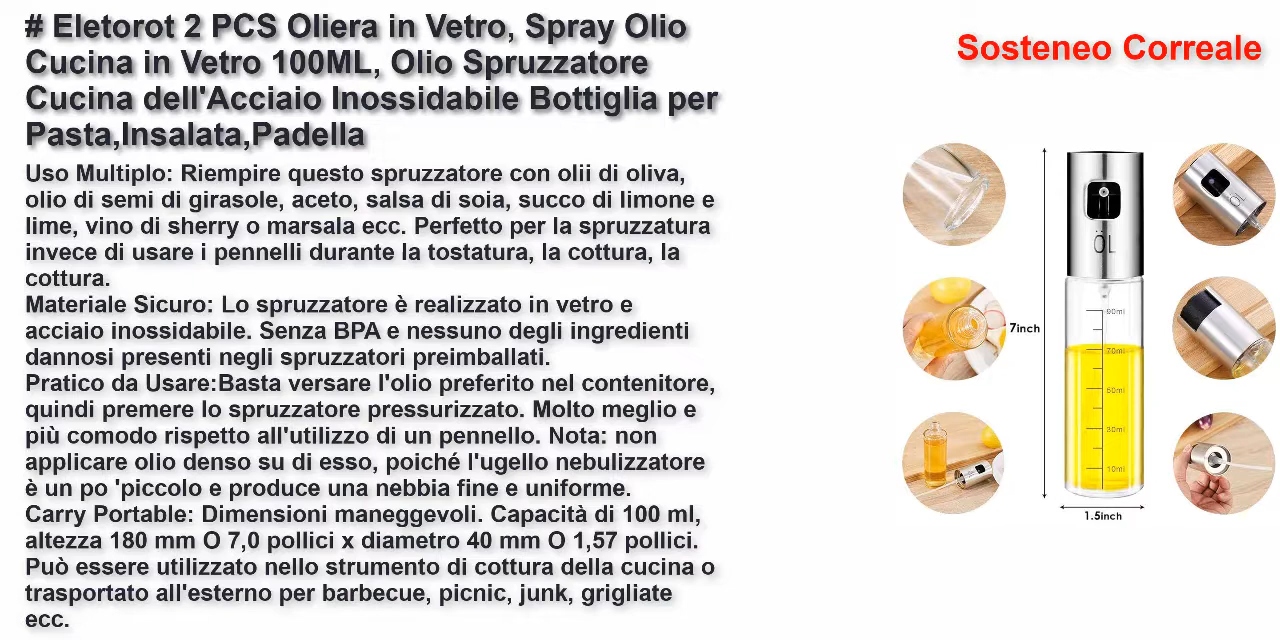 # Eletorot 2 PCS Oliera in Vetro, Spray Olio
Cucina in Vetro 100ML, Olio Spruzzatore
Cucina dell'Acciaio Inossidabile Bottiglia per
Pasta,Insalata,Padella
Uso Multiplo: Riempire questo spruzzatore con olii di oliva,
olio di semi di girasole, aceto, salsa di soia, succo di limone e
lime, vino di sherry o marsala ecc. Perfetto per la spruzzatura
invece di usare i pennelli durante la tostatura, la cottura, la
cottura.
Materiale Sicuro: Lo spruzzatore è realizzato in vetro e
acciaio inossidabile. Senza BPA e nessuno degli ingredienti
dannosi presenti negli spruzzatori preimballati.
Pratico da Usare:Basta versare l'olio preferito nel contenitore,
quindi premere lo spruzzatore pressurizzato. Molto meglio e
più comodo rispetto all'utilizzo di un pennello. Nota: non
applicare olio denso su di esso, poiché l'ugello nebulizzatore
è un po 'piccolo e produce una nebbia fine e uniforme.
Carry Portable: Dimensioni maneggevoli. Capacità di 100 ml,
altezza 180 mm O 7,0 pollici x diametro 40 mm O 1,57 pollici.
Può essere utilizzato nello strumento di cottura della cucina o
trasportato all'esterno per barbecue, picnic, junk, grigliate
ecc.
Sosteneo Correale
ÖL
7inch
90ml
70ml
50ml
30ml
10ml
1.5inch
ÖL